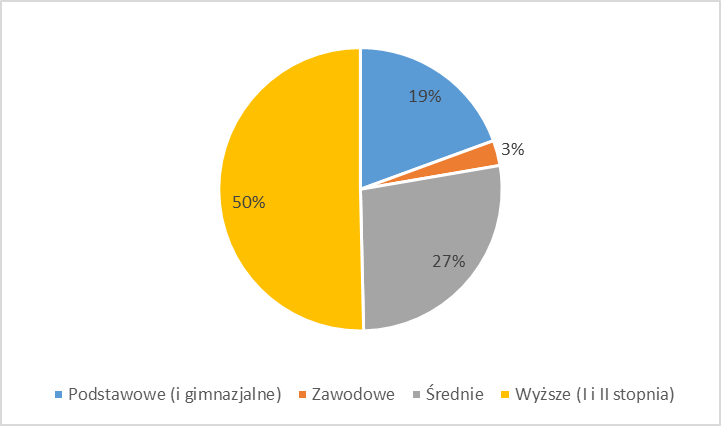 19%
3%
50%
27%
Podstawowe (i gimnazjalne) Zawodowe Średnie Wyższe (I i II stopnia)